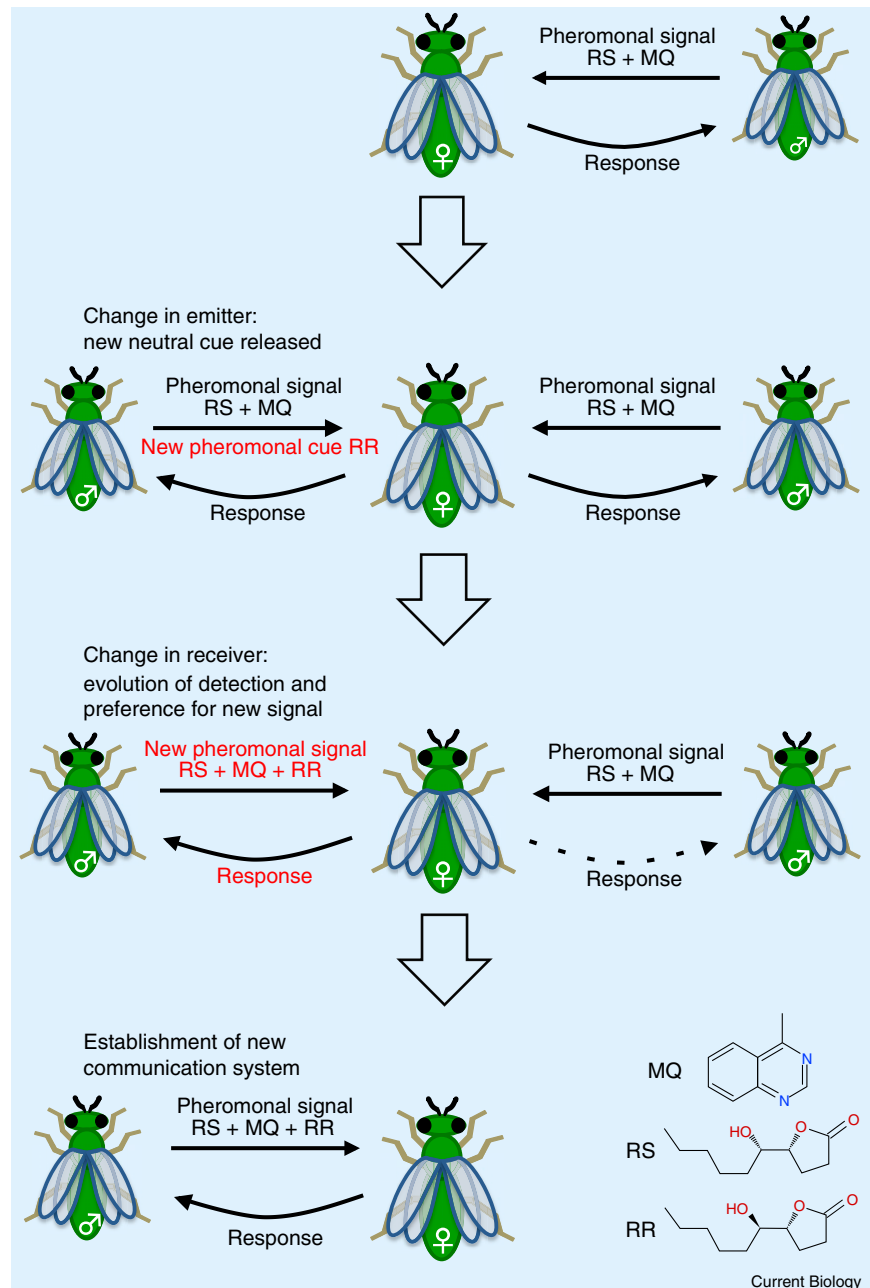 Pheromonal signal
RS + MQ
♀
♂
Response
Change in emitter:
new neutral cue released
Pheromonal signal
RS + MQ
New pheromonal cue RR
Response
♂
♀
Pheromonal signal
RS + MQ
Response
♂
Change in receiver:
evolution of detection and
preference for new signal
New pheromonal signal
RS + MQ + RR
Response
♂
♀
Pheromonal signal
RS + MQ
Response
♂
Establishment of new
communication system
Pheromonal signal
RS + MQ + RR
Response
♂
♀
MQ
N
N
RS
HO
O
O
RR
HO
O
O
Current Biology